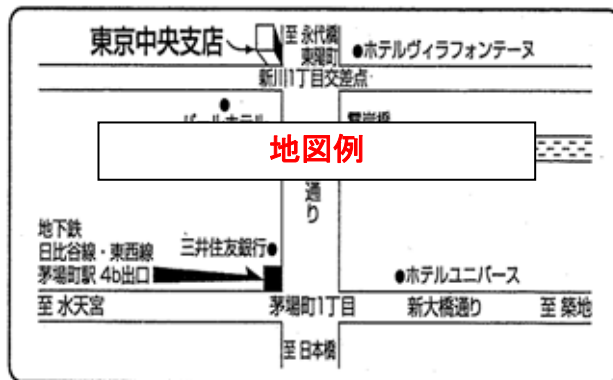 東京中央支店
至 永代橋
東陽町
●ホテルヴィラフォンテーヌ
新川1丁目交差点
地図例
通り
地下鉄
日比谷線・東西線
茅場町駅 4b出口
三井住友銀行●
●ホテルユニバース
至 水天宮
茅場町1丁目
新大橋通り
至 築地
至 日本橋